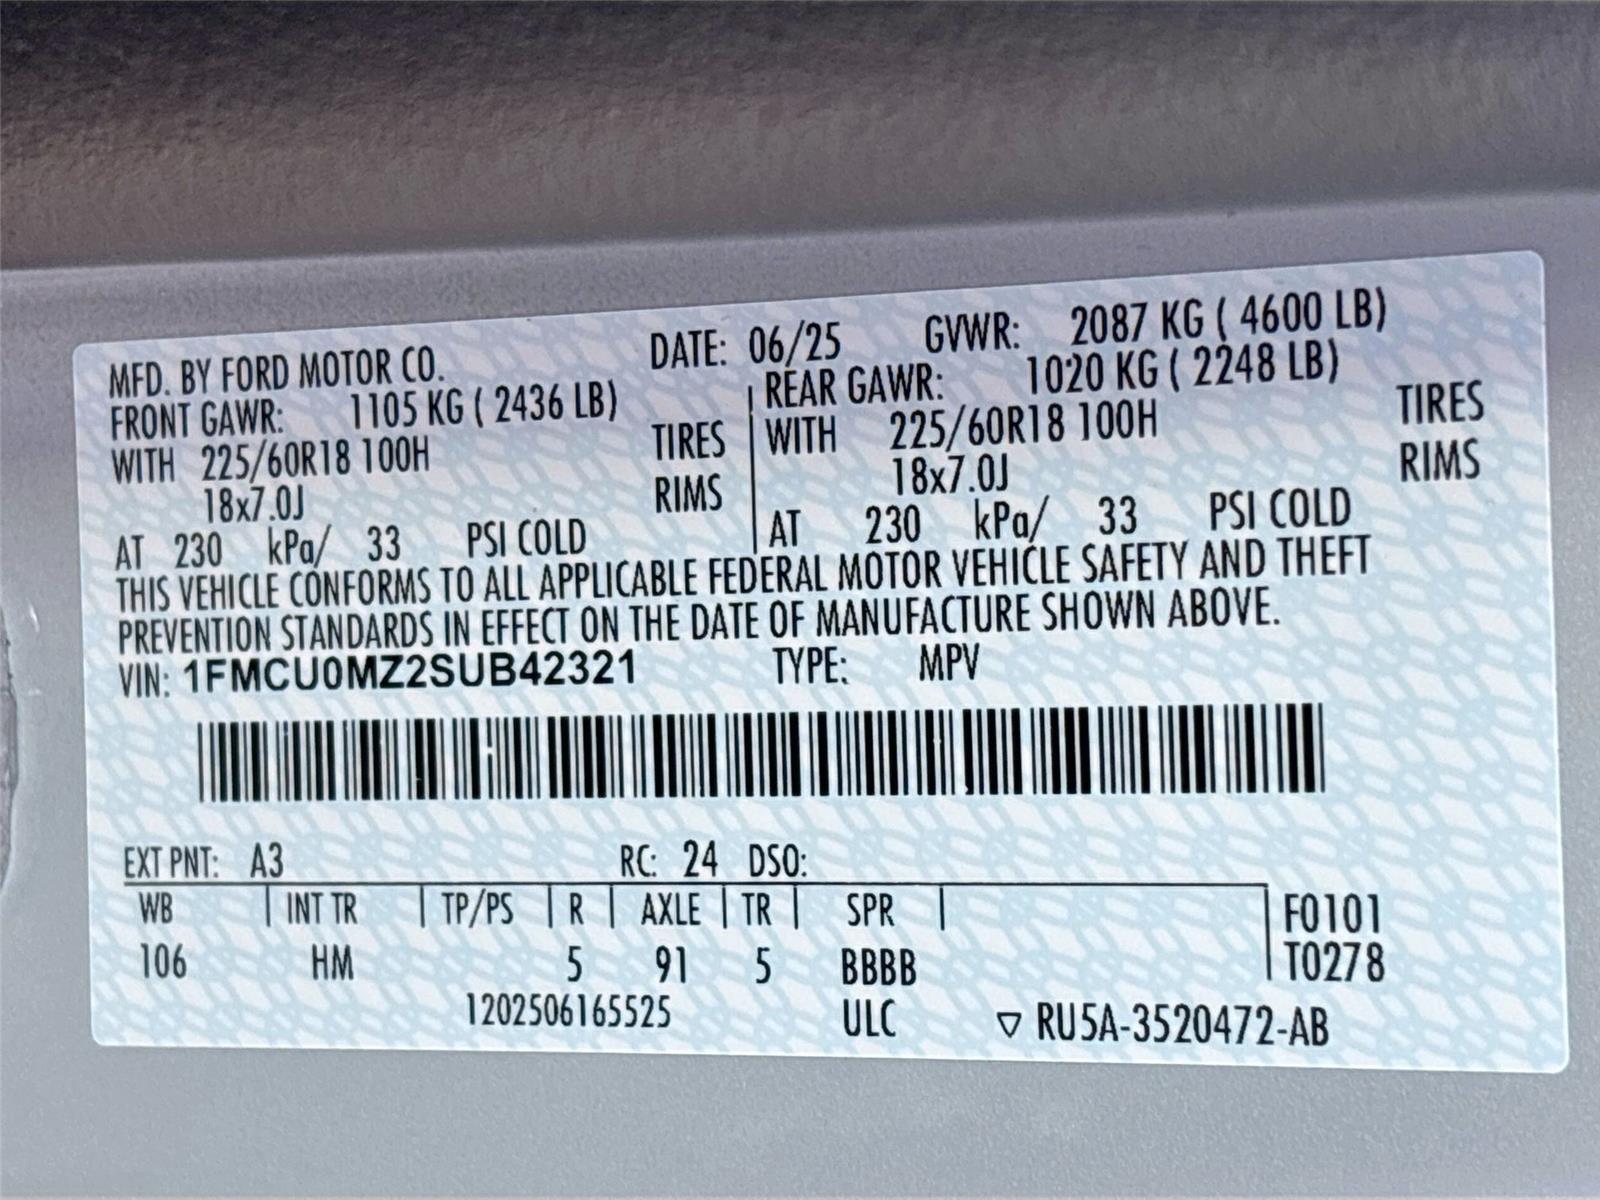 MFD. BY FORD MOTOR CO. DATE: 06/25 GVWR: 2087 KG ( 4600 LB)
FRONT GAWR: 1105 KG ( 2436 LB) REAR GAWR: 1020 KG ( 2248 LB)
WITH 225/60R18 100H TIRES WITH 225/60R18 100H TIRES
18x7.0J RIMS 18x7.0J RIMS
AT 230 kPa/ 33 PSI COLD AT 230 kPa/ 33 PSI COLD
THIS VEHICLE CONFORMS TO ALL APPLICABLE FEDERAL MOTOR VEHICLE SAFETY AND THEFT
PREVENTION STANDARDS IN EFFECT ON THE DATE OF MANUFACTURE SHOWN ABOVE.
VIN: 1FMCU0MZ2SUB42321 TYPE: MPV
EXT PNT: A3 RC: 24 DSO:
WB INT TR TP/PS R AXLE TR SPR F0101
106 HM 5 91 5 BBBB T0278
1202506165525 ULC ▽ RU5A-3520472-AB